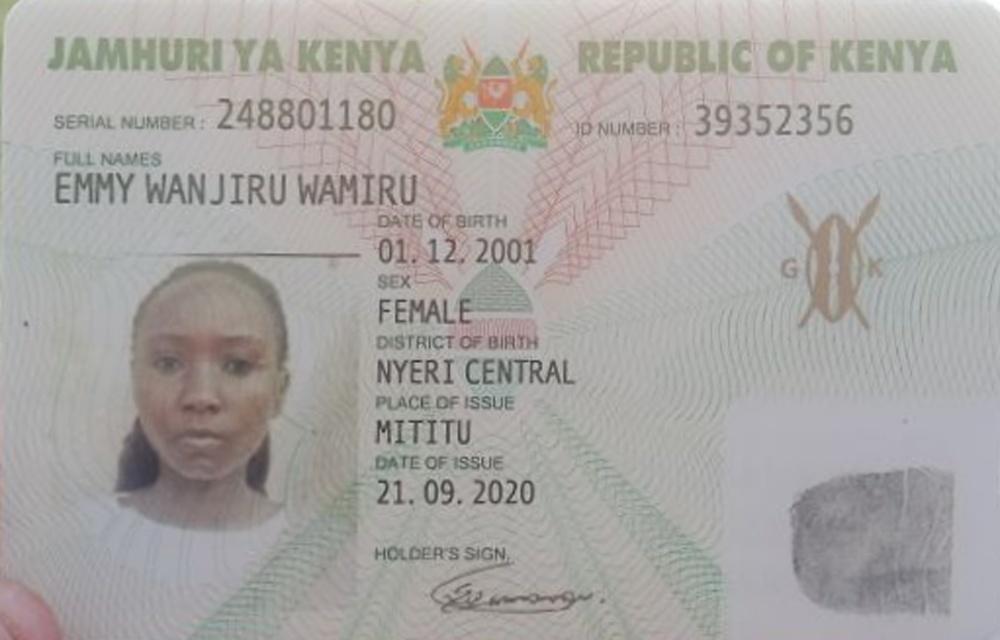 JAMHURI YA KENYA REPUBLIC OF KENYA
SERIAL NUMBER : 248801180 ID NUMBER : 39352356
FULL NAMES
EMMY WANJIRU WAMIRU
DATE OF BIRTH
01. 12. 2001
SEX
FEMALE
DISTRICT OF BIRTH
NYERI CENTRAL
PLACE OF ISSUE
MITITU
DATE OF ISSUE
21. 09. 2020
HOLDER'S SIGN.
G K